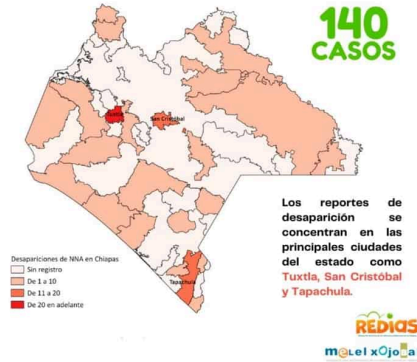 140
CASOS
Tuxtla
San Cristóbal
Los reportes de
desaparición se
concentran en las
principales ciudades
del estado como
Tuxtla, San Cristóbal
y Tapachula.
Desapariciones de NNA en Chiapas
Sin registro
De 1 a 10
De 11 a 20
De 20 en adelante
Tapachula
REDIAS
melel xojobal